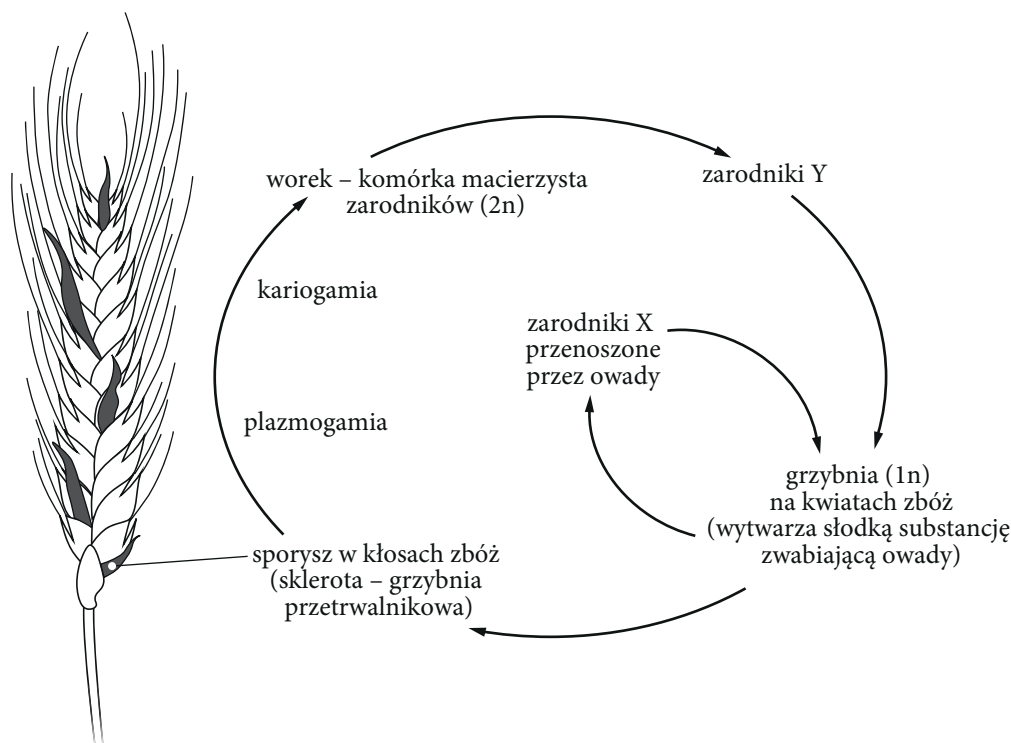 worek – komórka macierzysta
zarodników (2n)
zarodniki Y
kariogamia
zarodniki X
przenoszone
przez owady
plazmogamia
grzybnia (1n)
na kwiatach zbóż
(wytwarza słodką substancję
zwabiającą owady)
sporysz w kłosach zbóż
(sklerota – grzybnia
przetrwalnikowa)